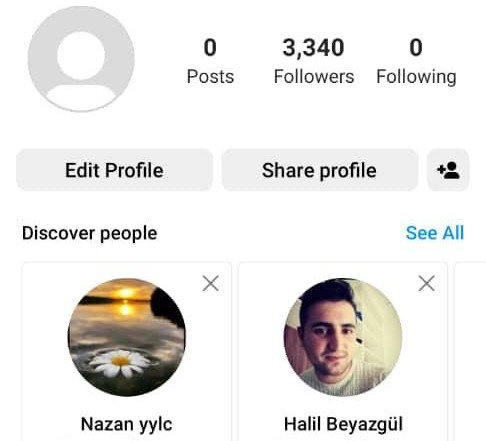 0 3,340 0
Posts Followers Following
Edit Profile Share profile
Discover people See All
Nazan yylc Halil Beyazgül